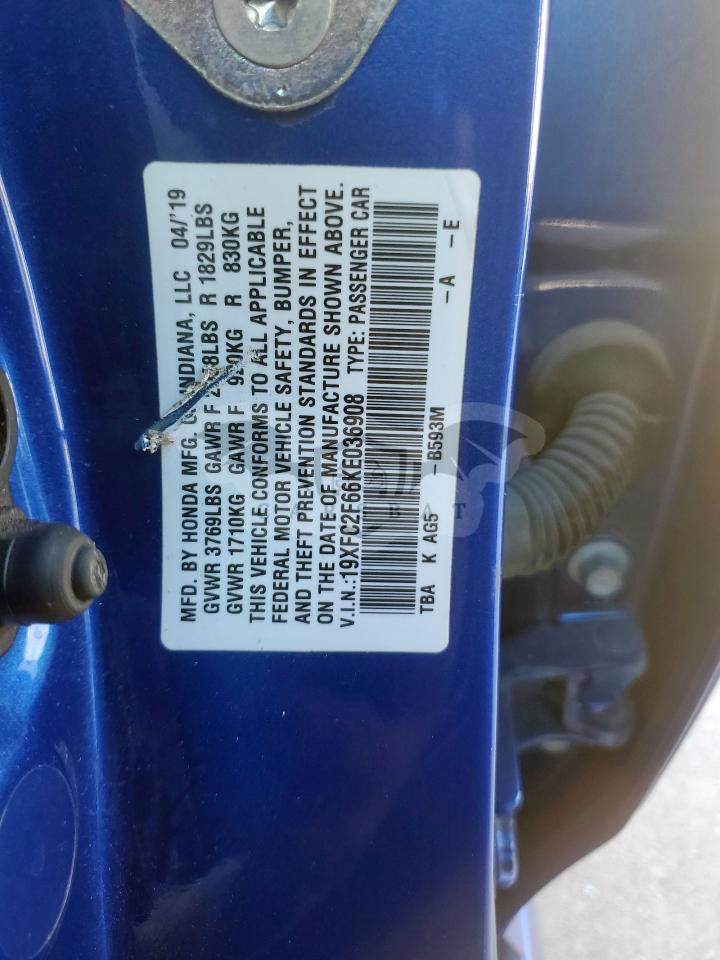 MFD. BY HONDA MFG. INDIANA, LLC 04/'19
GVWR 3769LBS GAWR F LBS R 1829LBS
GVWR 1710KG GAWR F KG R 830KG
THIS VEHICLE CONFORMS TO ALL APPLICABLE
FEDERAL MOTOR VEHICLE SAFETY, BUMPER,
AND THEFT PREVENTION STANDARDS IN EFFECT
ON THE DATE OF MANUFACTURE SHOWN ABOVE.
V.I.N.:19XFC2F66KE036908 TYPE: PASSENGER CAR
TBA K AG5 -B593M -A -E